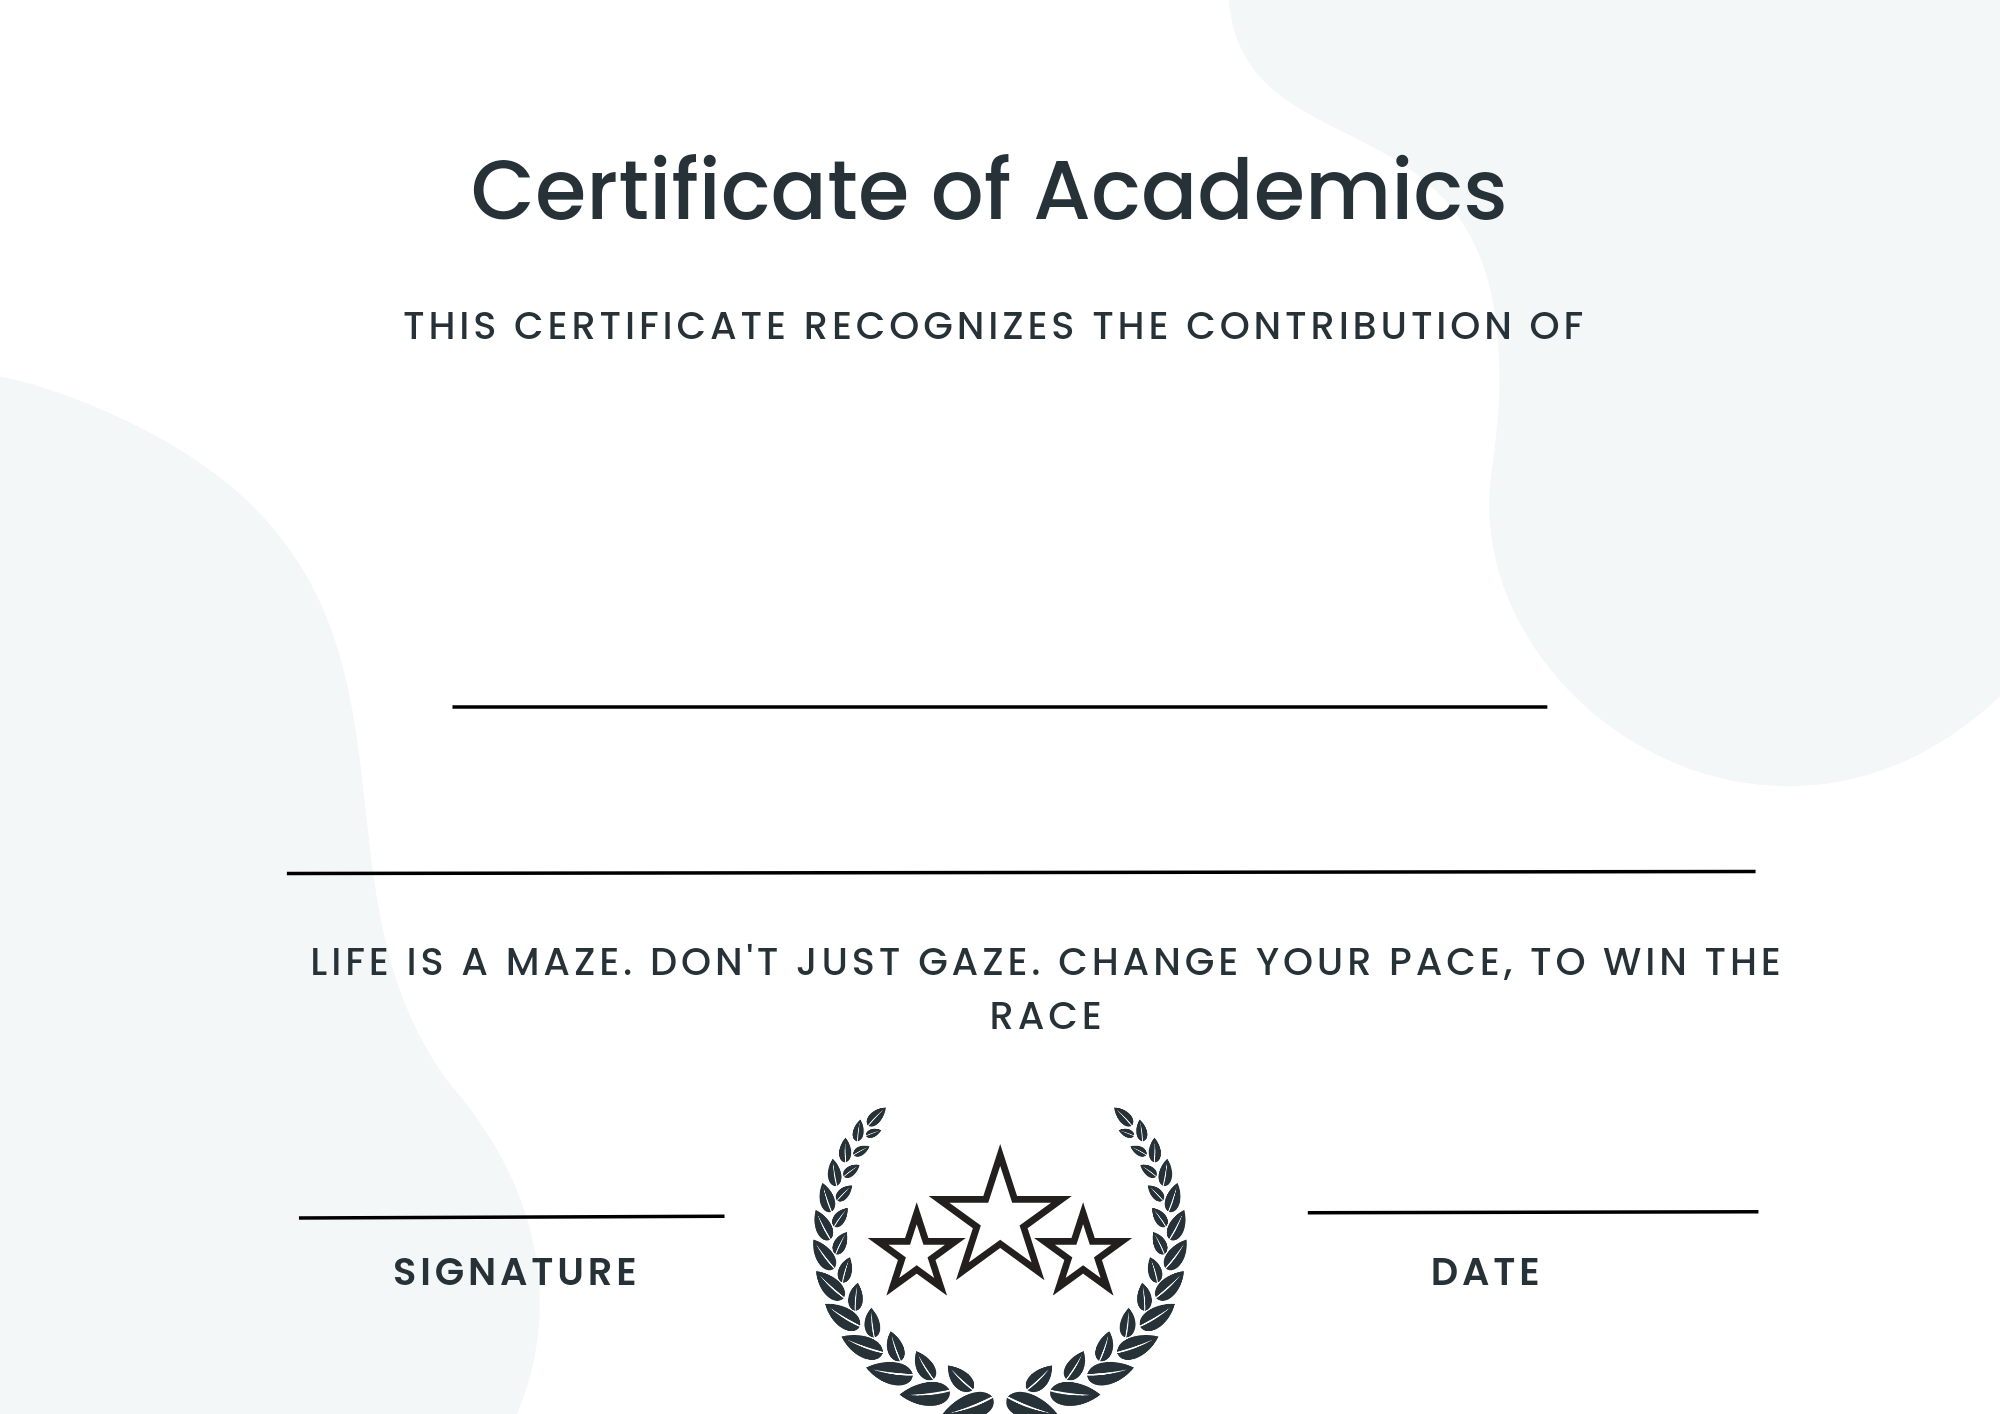 Certificate of Academics
THIS CERTIFICATE RECOGNIZES THE CONTRIBUTION OF
LIFE IS A MAZE. DON'T JUST GAZE. CHANGE YOUR PACE, TO WIN THE
RACE
SIGNATURE
DATE